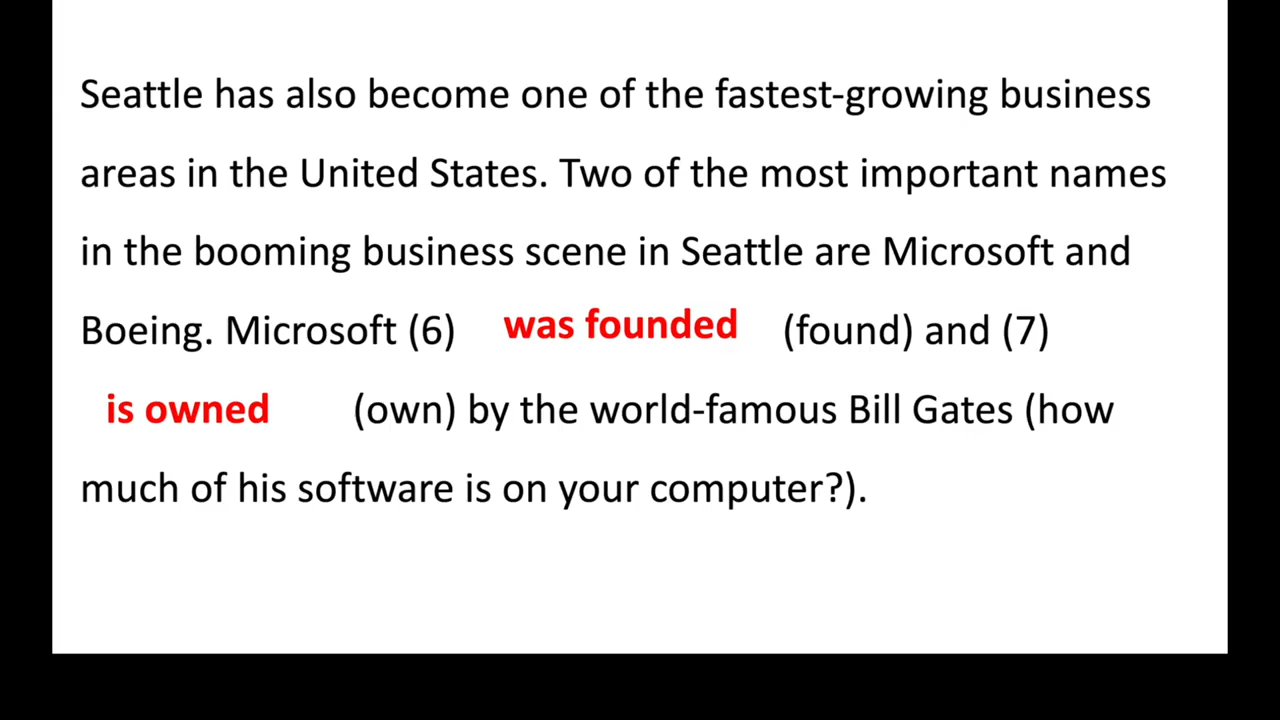 Seattle has also become one of the fastest-growing business
areas in the United States. Two of the most important names
in the booming business scene in Seattle are Microsoft and
Boeing. Microsoft (6) was founded (found) and (7)
is owned (own) by the world-famous Bill Gates (how
much of his software is on your computer?).